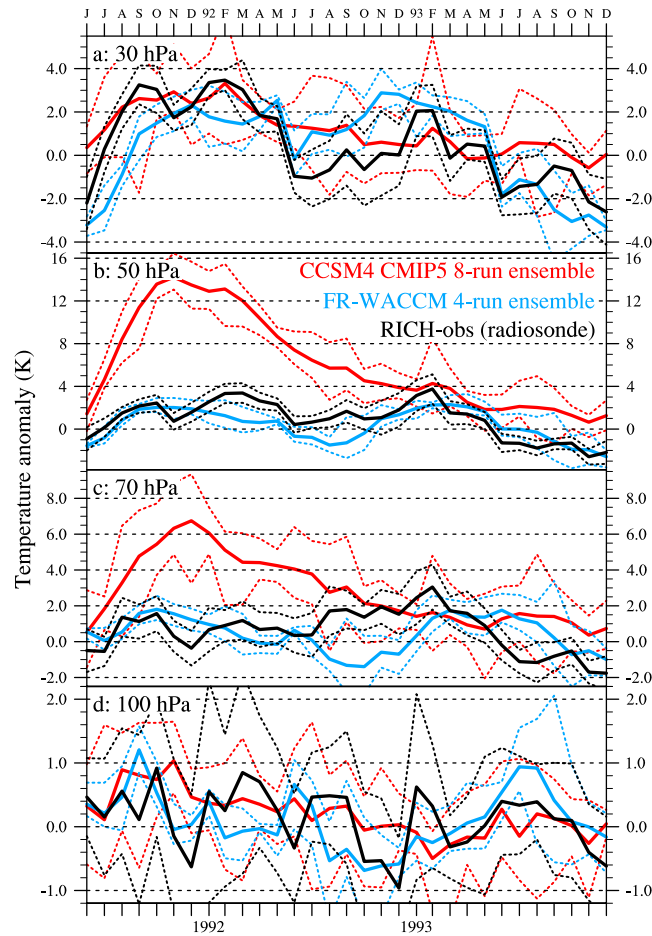 J J A S O N D 92 F M A M J J A S O N D 93 F M A M J J A S O N D
a: 30 hPa
4.0 4.0
2.0 2.0
0.0 0.0
-2.0 -2.0
-4.0 -4.0
b: 50 hPa
CCSM4 CMIP5 8-run ensemble
FR-WACCM 4-run ensemble
RICH-obs (radiosonde)
16 16
12 12
8 8
4 4
0 0
Temperature anomaly (K)
c: 70 hPa
8.0 8.0
6.0 6.0
4.0 4.0
2.0 2.0
0.0 0.0
-2.0 -2.0
d: 100 hPa
2.0 2.0
1.0 1.0
0.0 0.0
-1.0 -1.0
1992 1993